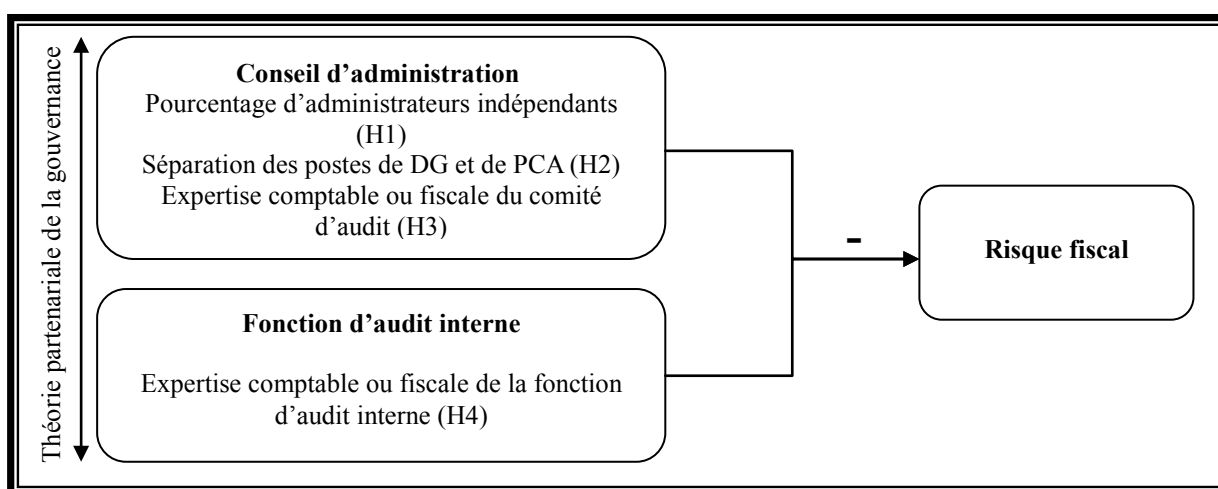 Théorie partenariale de la gouvernance
Conseil d’administration
Pourcentage d’administrateurs indépendants
(H1)
Séparation des postes de DG et de PCA (H2)
Expertise comptable ou fiscale du comité
d’audit (H3)
Fonction d’audit interne
Expertise comptable ou fiscale de la fonction
d’audit interne (H4)
-
Risque fiscal